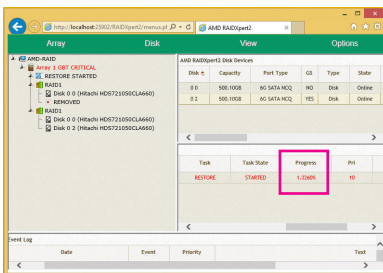 http://localhost:25902/RAIDXpert2/menus.pf
AMD RAIDXpert2
Array Disk View Options
AMD-RAID
Array 1 GBT CRITICAL
RESTORE STARTED
RAID1
Disk 0 0 (Hitachi HDS721050CLA660)
REMOVED
RAID1
Disk 0 0 (Hitachi HDS721050CLA660)
Disk 0 2 (Hitachi HDS721050CLA660)
AMD RAIDXpert2 Disk Devices
Disk Capacity Port Type GS Type State
0 0 500.10GB 6G SATA NCQ NO Disk Online
0 2 500.10GB 6G SATA NCQ YES Disk Online
Task Task State Progress Pri
RESTORE STARTED 1.3260% 10
Event Log
Date Event Priority Text